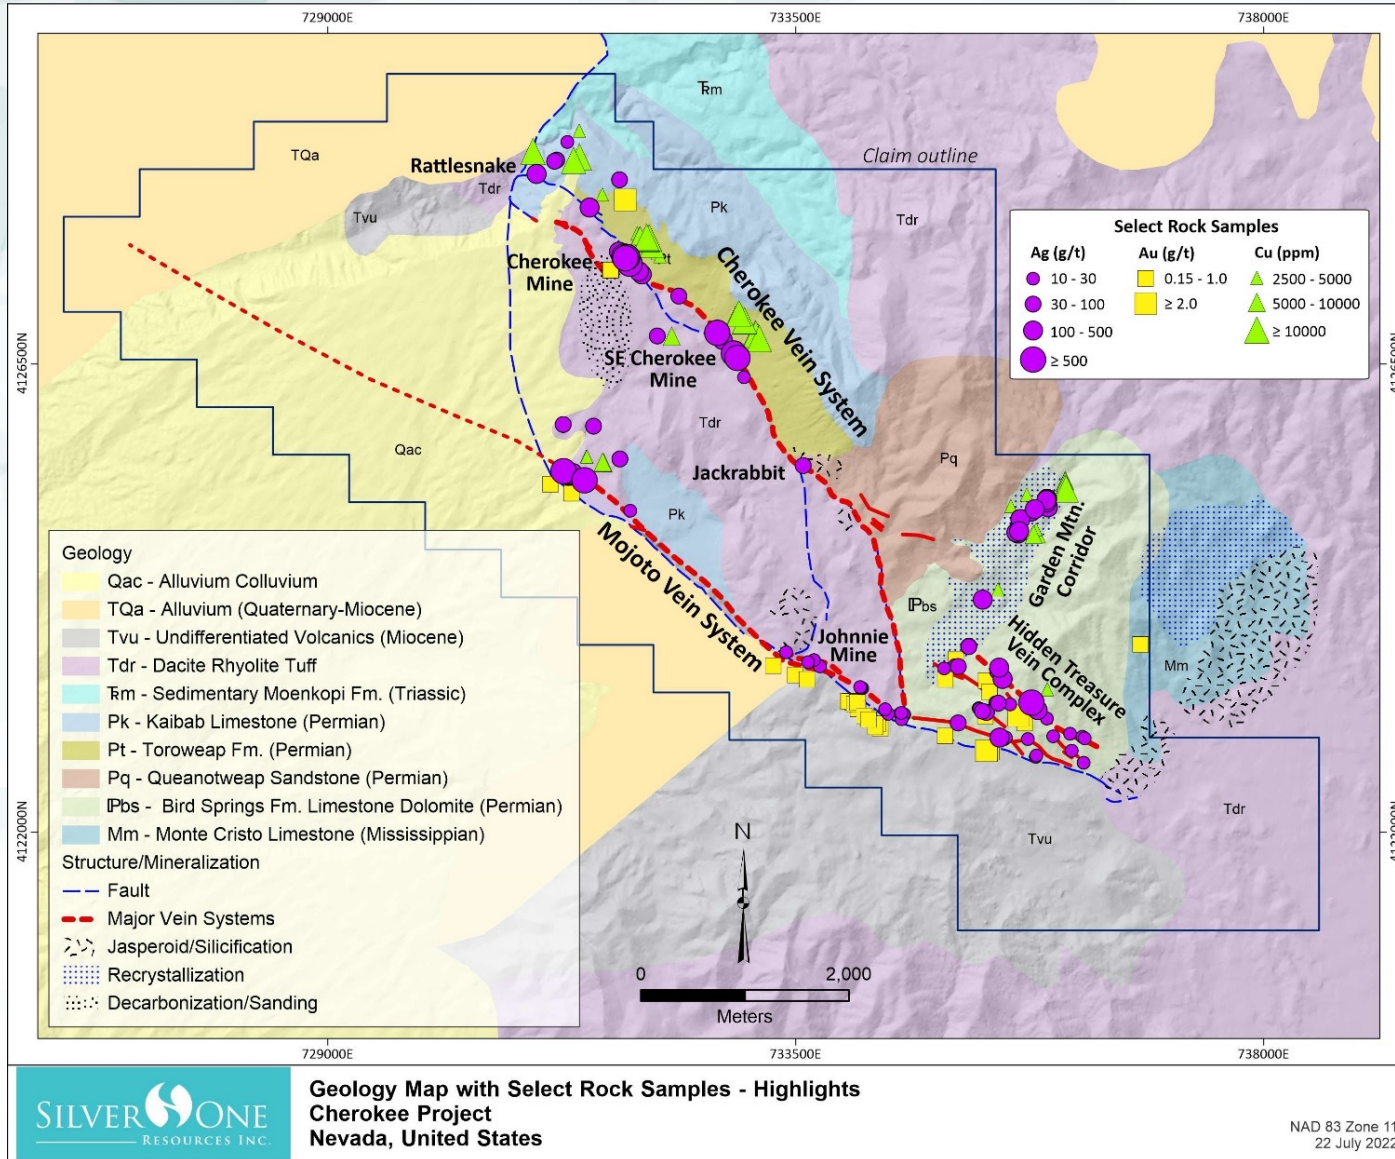 729000E
733500E
738000E
TRm
TQa
Claim outline
Rattlesnake
Tdr
Pk
Tdr
Tvu
Select Rock Samples
Ag (g/t)
Au (g/t)
Cu (ppm)
10 - 30
0.15 - 1.0
2500 - 5000
30 - 100
≥ 2.0
5000 - 10000
100 - 500
≥ 10000
≥ 500
Cherokee
Mine
Pt
Cherokee Vein System
SE Cherokee
Mine
4126500N
Tdr
Qac
Jackrabbit
Pq
Pk
Mojoto Vein System
Garden Mtn.
Corridor
ℙbs
Johnnie
Mine
Hidden Treasure
Vein Complex
Mm
Tdr
Tvu
4122000N
Geology
Qac - Alluvium Colluvium
TQa - Alluvium (Quaternary-Miocene)
Tvu - Undifferentiated Volcanics (Miocene)
Tdr - Dacite Rhyolite Tuff
TRm - Sedimentary Moenkopi Fm. (Triassic)
Pk - Kaibab Limestone (Permian)
Pt - Toroweap Fm. (Permian)
Pq - Queanotweap Sandstone (Permian)
ℙbs - Bird Springs Fm. Limestone Dolomite (Permian)
Mm - Monte Cristo Limestone (Mississippian)
Structure/Mineralization
Fault
Major Vein Systems
Jasperoid/Silicification
Recrystallization
Decarbonization/Sanding
N
0
2,000
Meters
729000E
733500E
738000E
SILVER ONE
RESOURCES INC.
Geology Map with Select Rock Samples - Highlights
Cherokee Project
Nevada, United States
NAD 83 Zone 11
22 July 2022